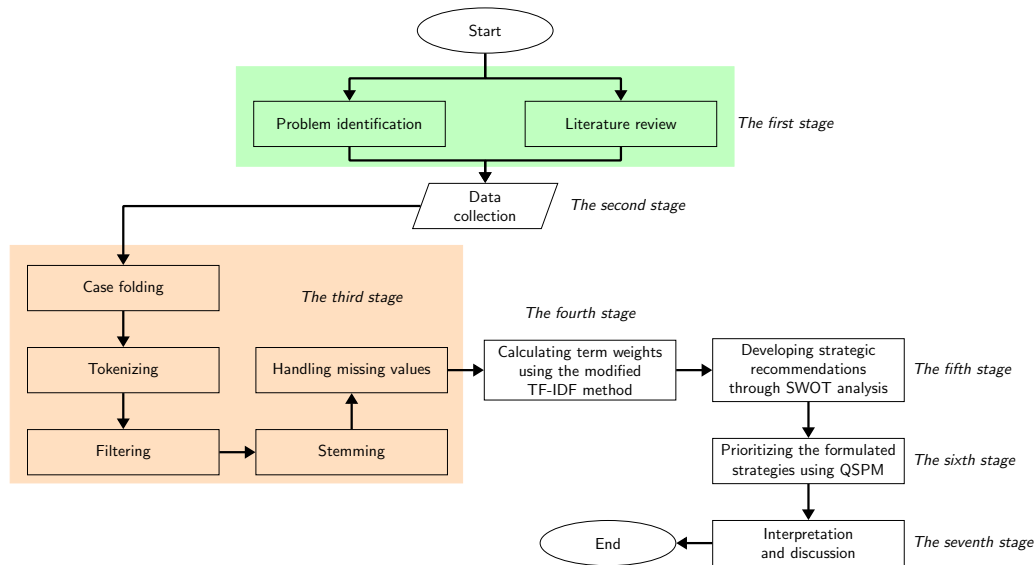 Start
Problem identification
Literature review
The first stage
Data
collection
The second stage
Case folding
The third stage
Tokenizing
Handling missing values
Filtering
Stemming
The fourth stage
Calculating term weights
using the modified
TF-IDF method
Developing strategic
recommendations
through SWOT analysis
The fifth stage
Prioritizing the formulated
strategies using QSPM
The sixth stage
Interpretation
and discussion
The seventh stage
End